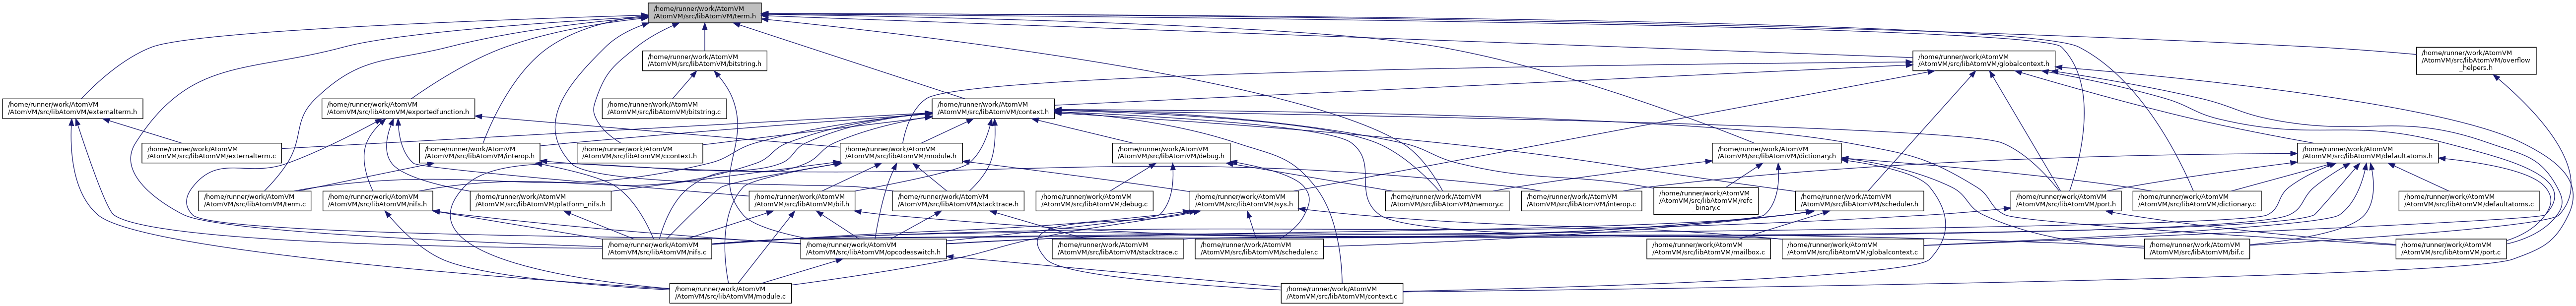 /home/runner/work/AtomVM
/AtomVM/src/libAtomVM/term.h
/home/runner/work/AtomVM
/AtomVM/src/libAtomVM/bitstring.h
/home/runner/work/AtomVM
/AtomVM/src/libAtomVM/globalcontext.h
/home/runner/work/AtomVM
/AtomVM/src/libAtomVM/overflow
_helpers.h
/home/runner/work/AtomVM
/AtomVM/src/libAtomVM/externalterm.h
/home/runner/work/AtomVM
/AtomVM/src/libAtomVM/exportedfunction.h
/home/runner/work/AtomVM
/AtomVM/src/libAtomVM/bitstring.c
/home/runner/work/AtomVM
/AtomVM/src/libAtomVM/context.h
/home/runner/work/AtomVM
/AtomVM/src/libAtomVM/externalterm.c
/home/runner/work/AtomVM
/AtomVM/src/libAtomVM/interop.h
/home/runner/work/AtomVM
/AtomVM/src/libAtomVM/ccontext.h
/home/runner/work/AtomVM
/AtomVM/src/libAtomVM/module.h
/home/runner/work/AtomVM
/AtomVM/src/libAtomVM/debug.h
/home/runner/work/AtomVM
/AtomVM/src/libAtomVM/dictionary.h
/home/runner/work/AtomVM
/AtomVM/src/libAtomVM/defaultatoms.h
/home/runner/work/AtomVM
/AtomVM/src/libAtomVM/term.c
/home/runner/work/AtomVM
/AtomVM/src/libAtomVM/nifs.h
/home/runner/work/AtomVM
/AtomVM/src/libAtomVM/platform_nifs.h
/home/runner/work/AtomVM
/AtomVM/src/libAtomVM/bif.h
/home/runner/work/AtomVM
/AtomVM/src/libAtomVM/stacktrace.h
/home/runner/work/AtomVM
/AtomVM/src/libAtomVM/debug.c
/home/runner/work/AtomVM
/AtomVM/src/libAtomVM/sys.h
/home/runner/work/AtomVM
/AtomVM/src/libAtomVM/memory.c
/home/runner/work/AtomVM
/AtomVM/src/libAtomVM/interop.c
/home/runner/work/AtomVM
/AtomVM/src/libAtomVM/refc
_binary.c
/home/runner/work/AtomVM
/AtomVM/src/libAtomVM/scheduler.h
/home/runner/work/AtomVM
/AtomVM/src/libAtomVM/port.h
/home/runner/work/AtomVM
/AtomVM/src/libAtomVM/dictionary.c
/home/runner/work/AtomVM
/AtomVM/src/libAtomVM/defaultatoms.c
/home/runner/work/AtomVM
/AtomVM/src/libAtomVM/nifs.c
/home/runner/work/AtomVM
/AtomVM/src/libAtomVM/opcodesswitch.h
/home/runner/work/AtomVM
/AtomVM/src/libAtomVM/stacktrace.c
/home/runner/work/AtomVM
/AtomVM/src/libAtomVM/scheduler.c
/home/runner/work/AtomVM
/AtomVM/src/libAtomVM/mailbox.c
/home/runner/work/AtomVM
/AtomVM/src/libAtomVM/globalcontext.c
/home/runner/work/AtomVM
/AtomVM/src/libAtomVM/bif.c
/home/runner/work/AtomVM
/AtomVM/src/libAtomVM/port.c
/home/runner/work/AtomVM
/AtomVM/src/libAtomVM/module.c
/home/runner/work/AtomVM
/AtomVM/src/libAtomVM/context.c